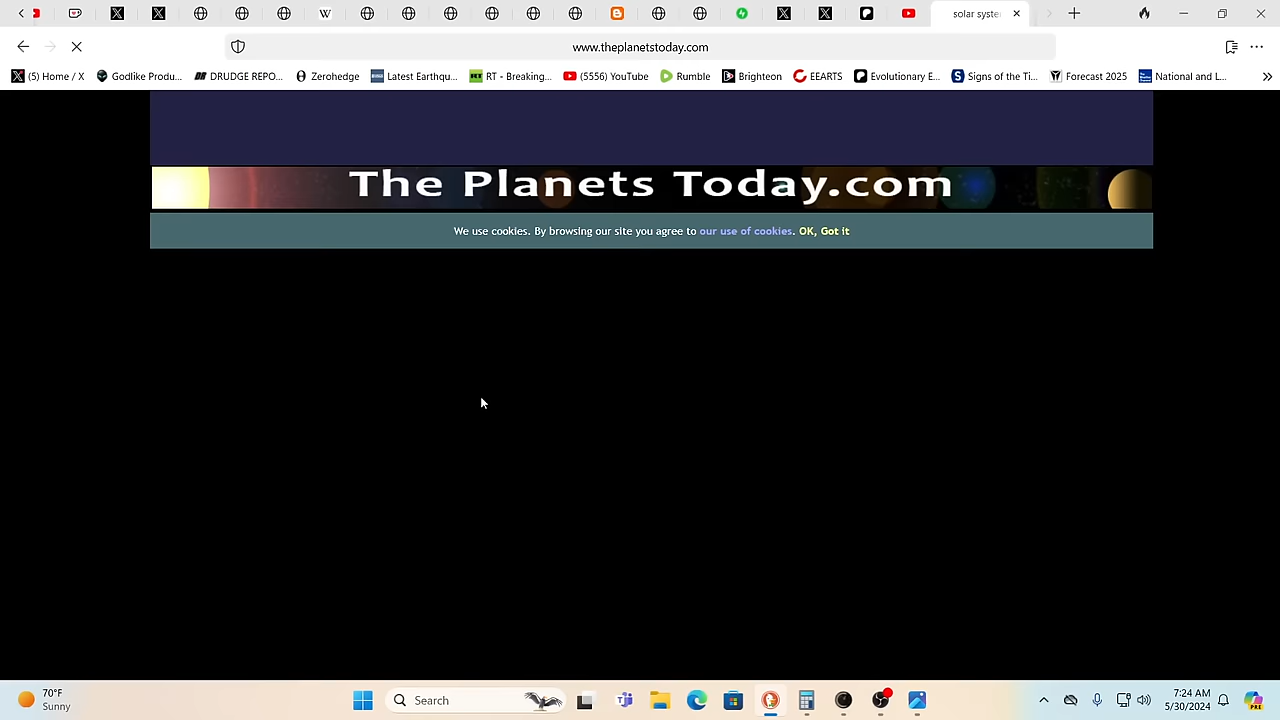 solar syste
www.theplanetstoday.com
(5) Home / X
Godlike Produ...
DRUDGE REPO...
Zerohedge
Latest Earthqu...
RT - Breaking...
(5556) YouTube
Rumble
Brighteon
EEARTS
Evolutionary E...
Signs of the Ti...
Forecast 2025
National and L...
The Planets Today.com
We use cookies. By browsing our site you agree to our use of cookies. OK, Got it
70°F
Sunny
Search
7:24 AM
5/30/2024
PRE